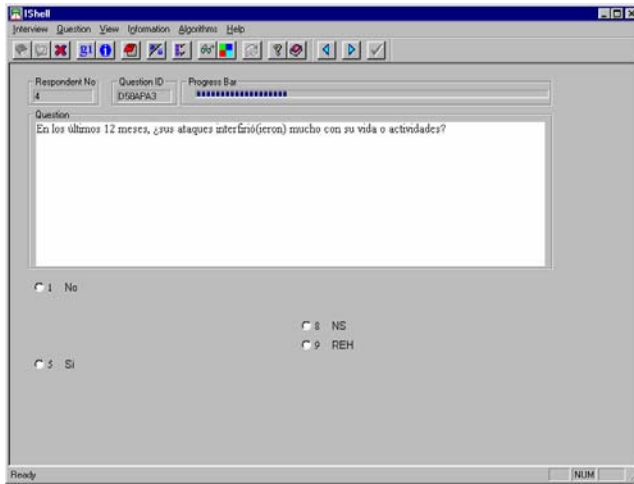 IShell
Interview Question View Information Algorithms Help
gi
Respondent No Question ID Progress Bar
4 D58APA3
Question
En los últimos 12 meses, ¿sus ataques interfirió(ieron) mucho con su vida o actividades?
1 No
8 NS
9 REH
5 Si
Ready NUM